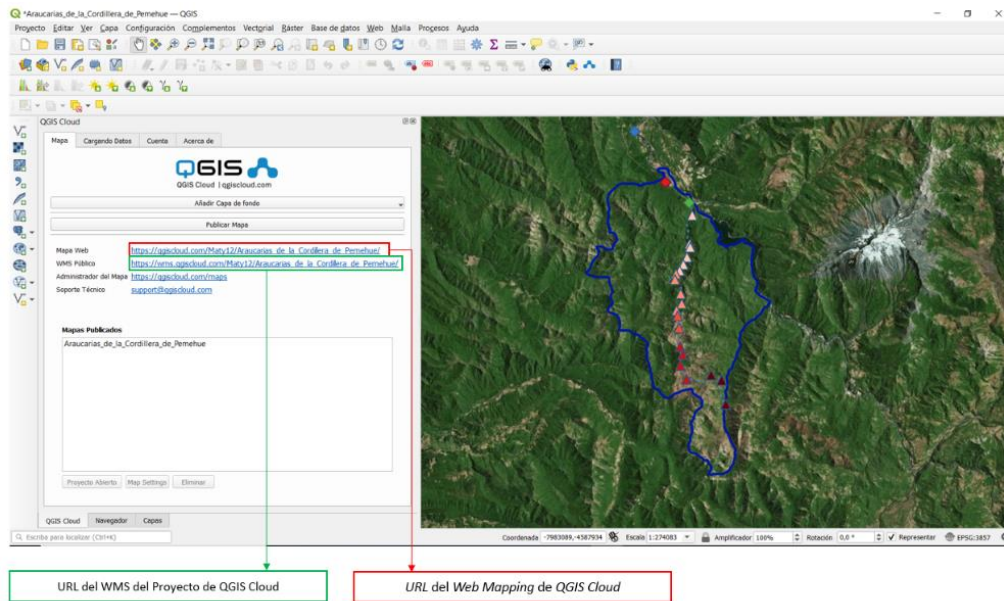 *Araucarias_de_la_Cordillera_de_Pemehue — QGIS
Proyecto Editar Ver Capa Configuración Complementos Vectorial Ráster Base de datos Web Malla Procesos Ayuda
QGIS Cloud
Mapa Cargando Datos Cuenta Acerca de
QGIS
QGIS Cloud | qgiscloud.com
Añadir Capa de fondo
Publicar Mapa
Mapa Web https://qgiscloud.com/Maty12/Araucarias_de_la_Cordillera_de_Pemehue/
WMS Público https://wms.qgiscloud.com/Maty12/Araucarias_de_la_Cordillera_de_Pemehue/
Administrador del Mapa https://qgiscloud.com/maps
Soporte Técnico support@qgiscloud.com
Mapas Publicados
Araucarias_de_la_Cordillera_de_Pemehue
Proyecto Abierto Map Settings Eliminar
QGIS Cloud Navegador Capas
Escriba para localizar (Ctrl+K) Coordenada -7983089,-4587934 Escala 1:274083 Amplificador 100% Rotación 0,0 ° Representar EPSG:3857
URL del WMS del Proyecto de QGIS Cloud
URL del Web Mapping de QGIS Cloud